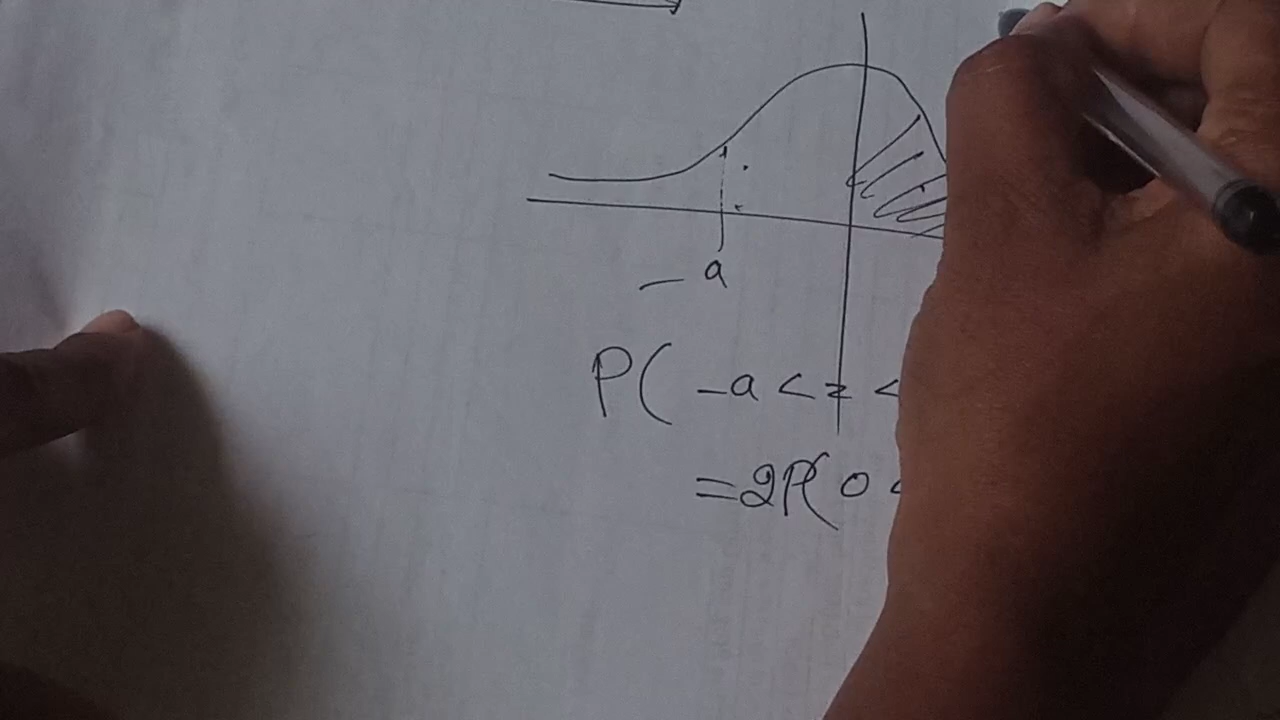 - a
P( -a < z <
= 2P( 0 <